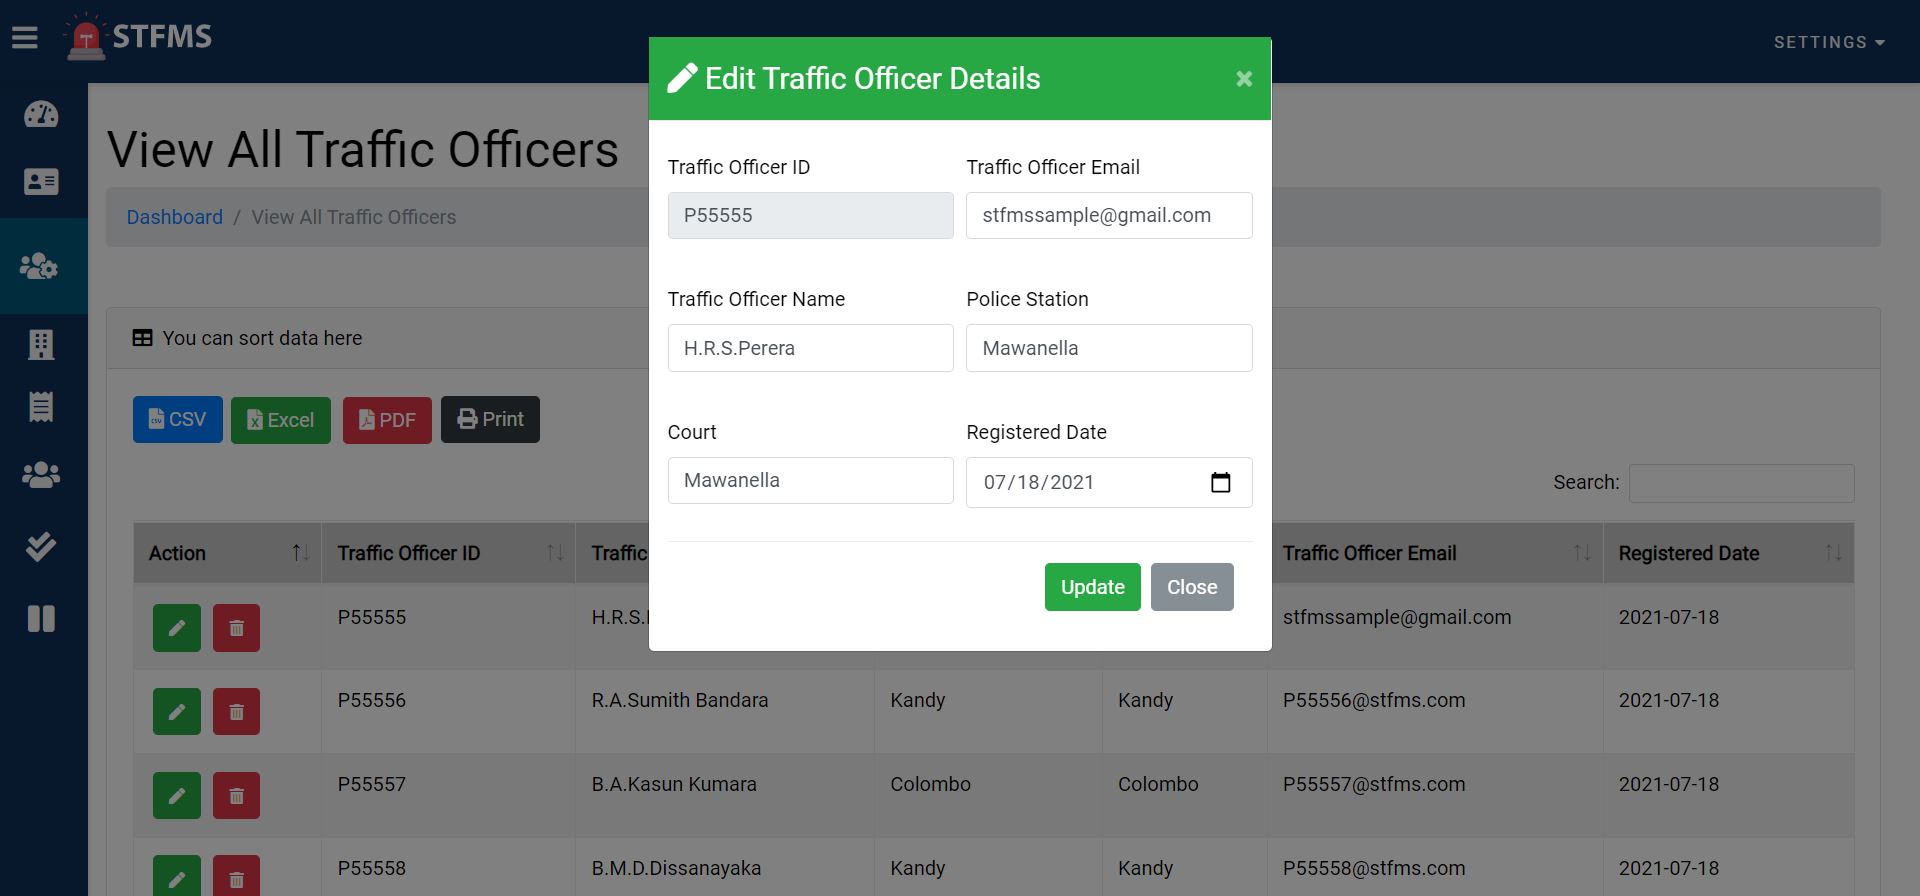 STFMS
SETTINGS
Edit Traffic Officer Details
×
View All Traffic Officers
Dashboard / View All Traffic Officers
Traffic Officer ID
Traffic Officer Email
P55555
stfmssample@gmail.com
Traffic Officer Name
Police Station
H.R.S.Perera
Mawanella
Court
Registered Date
Mawanella
07/18/2021
Update
Close
You can sort data here
CSV Excel PDF Print
Search:
Action Traffic Officer ID Traffic Traffic Officer Email Registered Date
P55555 H.R.S. stfmssample@gmail.com 2021-07-18
P55556 R.A.Sumith Bandara Kandy Kandy P55556@stfms.com 2021-07-18
P55557 B.A.Kasun Kumara Colombo Colombo P55557@stfms.com 2021-07-18
P55558 B.M.D.Dissanayaka Kandy Kandy P55558@stfms.com 2021-07-18